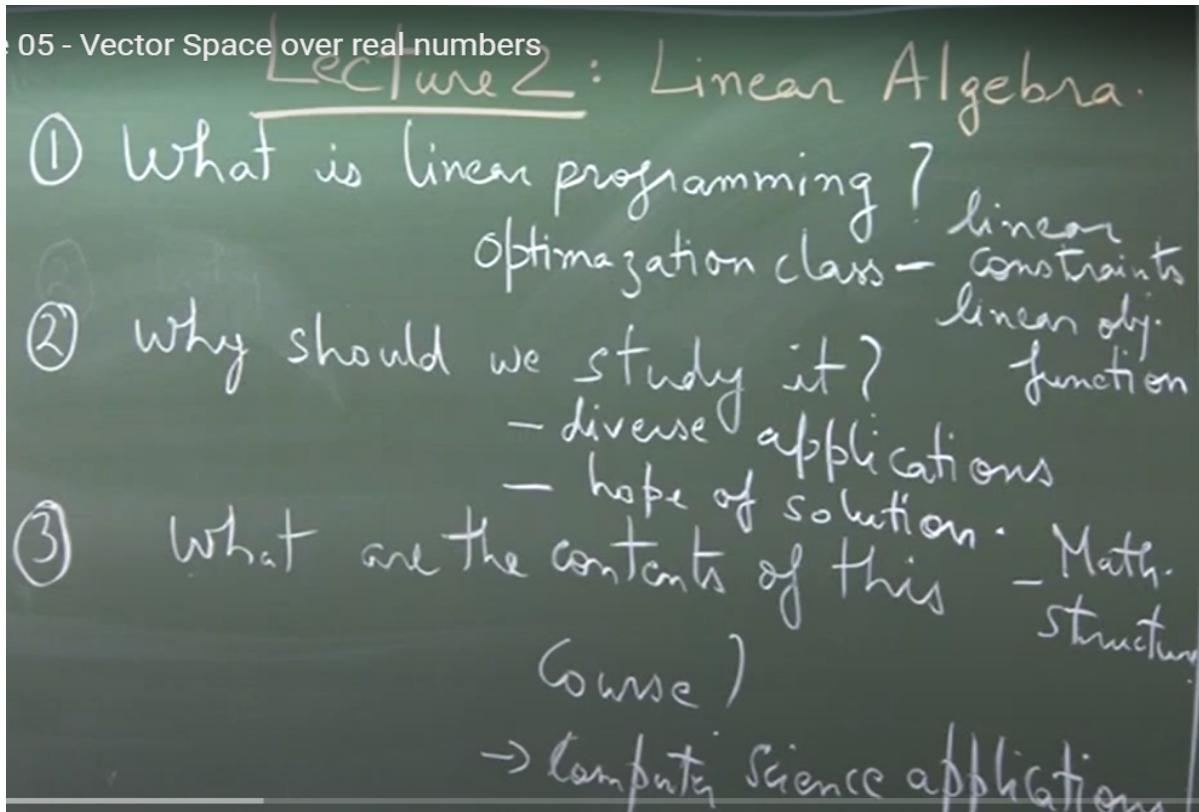 05 - Vector Space over real numbers
Lecture 2: Linear Algebra.
① What is linear programming?
Optimazation class - linear
constraints
linear obj.
function
② Why should we study it?
- diverse applications
- hope of solution.
③ What are the contents of this
Course?
- Math.
structure
→ Computer Science applications